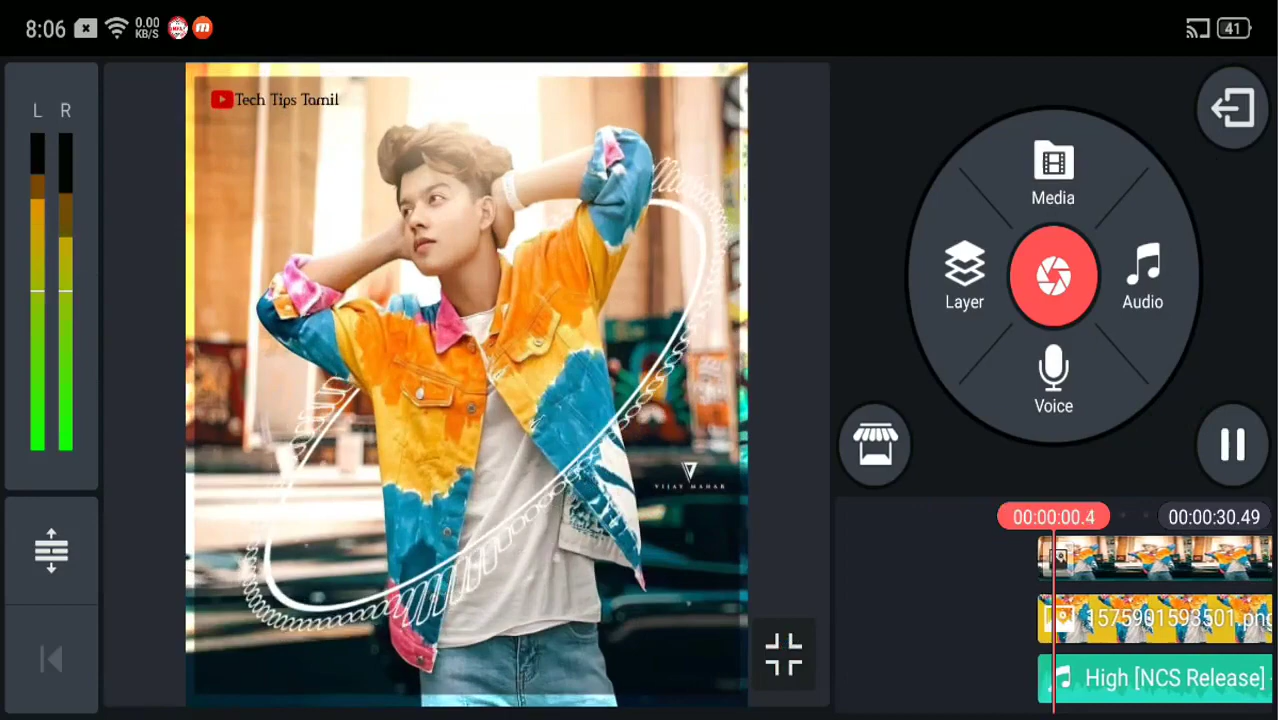 8:06
0.00
KB/S
41
L R
Tech Tips Tamil
VIJAY MAHAR
Media
Layer
Audio
Voice
00:00:00.4
00:00:30.49
1575901593501.png
High [NCS Release]